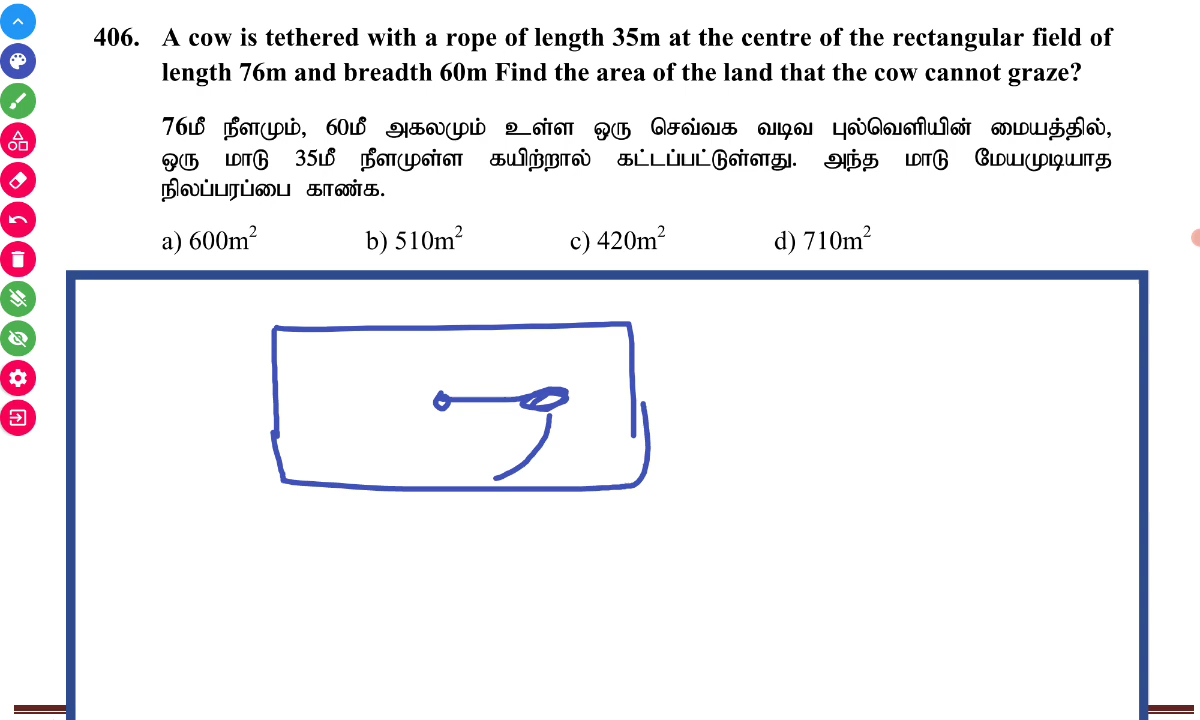 406. A cow is tethered with a rope of length 35m at the centre of the rectangular field of
length 76m and breadth 60m Find the area of the land that the cow cannot graze?
76மீ நீளமும், 60மீ அகலமும் உள்ள ஒரு செவ்வக வடிவ புல்வெளியின் மையத்தில்,
ஒரு மாடு 35மீ நீளமுள்ள கயிற்றால் கட்டப்பட்டுள்ளது. அந்த மாடு மேயமுடியாத
நிலப்பரப்பை காண்க.
a) 600m² b) 510m² c) 420m² d) 710m²